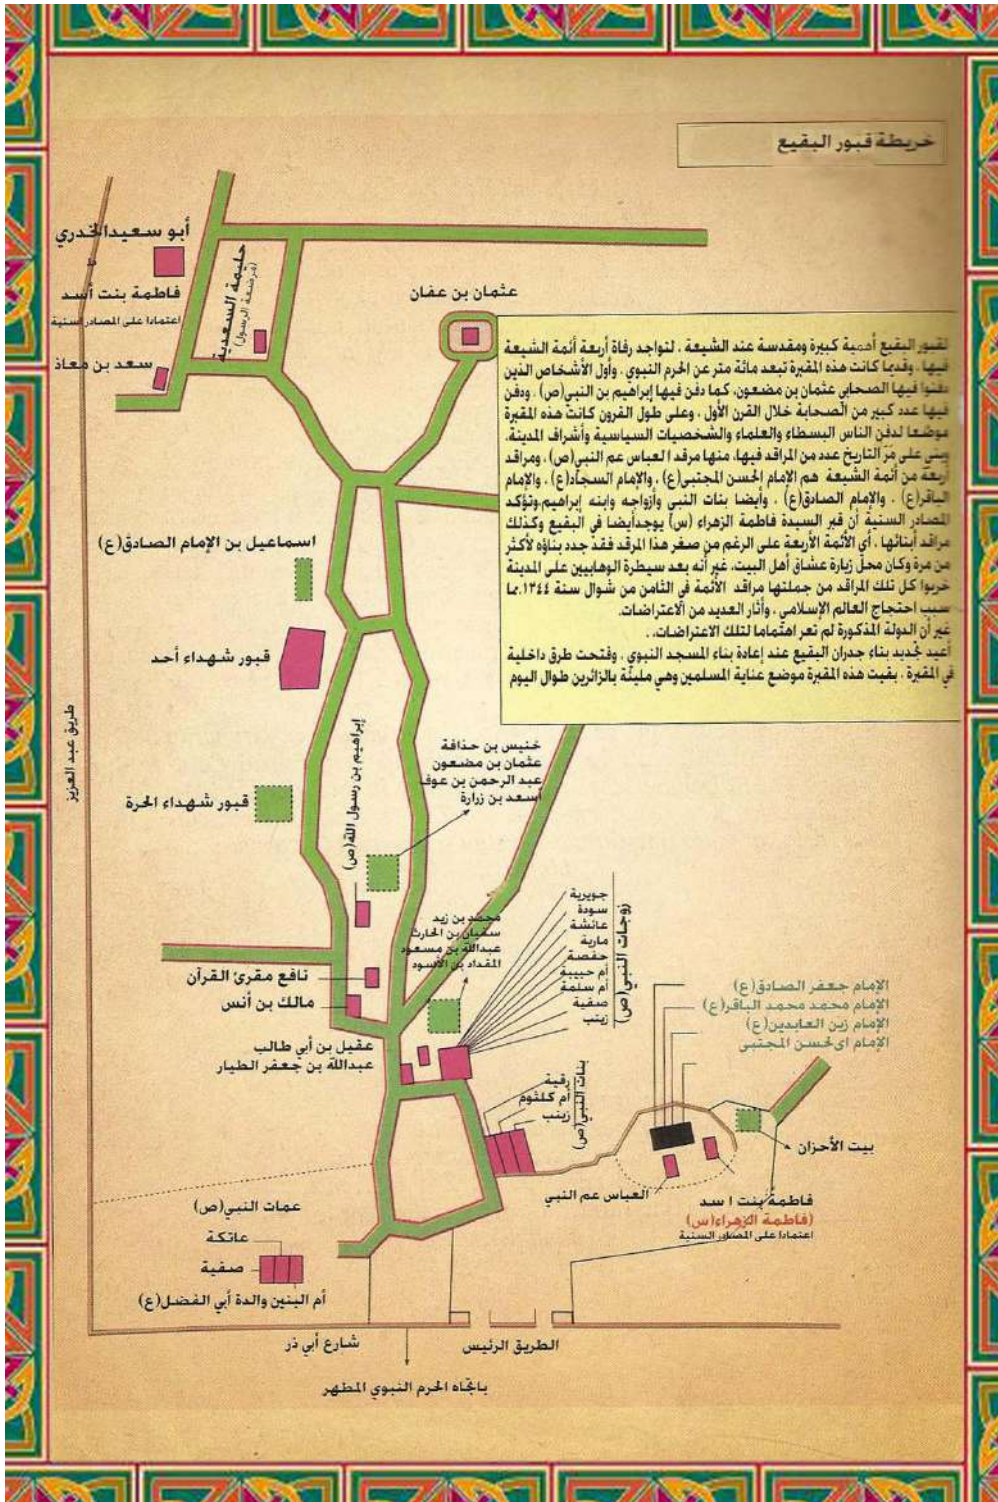 خريطة قبور البقيع
أبو سعيد الخدري
فاطمة بنت أسد
اعتمادا على المصادر السنية
حليمة السعدية
(مرضعة الرسول)
سعد بن معاذ
عثمان بن عفان
لقبور البقيع أهمية كبيرة ومقدسة عند الشيعة ، لتواجد رفاة أربعة أئمة الشيعة
فيها ، وقديما كانت هذه المقبرة تبعد مائة متر عن الحرم النبوي ، وأول الأشخاص الذين
دفنوا فيها الصحابي عثمان بن مضعون، كما دفن فيها إبراهيم بن النبي(ص) ، ودفن
فيها عدد كبير من الصحابة خلال القرن الأول ، وعلى طول القرون كانت هذه المقبرة
موضعا لدفن الناس البسطاء والعلماء والشخصيات السياسية وأشراف المدينة،
وبني على مَرّ التاريخ عدد من المراقد فيها، منها مرقد العباس عم النبي(ص) ، ومراقد
أربعة من أئمة الشيعة هم الإمام الحسن المجتبى(ع) ، والإمام السجاد(ع) ، والإمام
الباقر(ع) ، والإمام الصادق(ع) ، وأيضا بنات النبي وأزواجه وابنه إبراهيم،وتؤكد
المصادر السنية أن قبر السيدة فاطمة الزهراء (س) يوجدأيضا في البقيع وكذلك
مراقد أبنائها ، أي الأئمة الأربعة على الرغم من صغر هذا المرقد فقد جدد بناؤه لأكثر
من مرة وكان محل زيارة عشاق أهل البيت، غير أنه بعد سيطرة الوهابيين على المدينة
خربوا كل تلك المراقد من جملتها مراقد الأئمة في الثامن من شوال سنة ١٣٤٤،مما
سبب احتجاج العالم الإسلامي ، وأثار العديد من الاعتراضات.
غير أن الدولة المذكورة لم تعر اهتماما لتلك الاعتراضات، .
أعيد تجديد بناء جدران البقيع عند إعادة بناء المسجد النبوي ، وفتحت طرق داخلية
في المقبرة ، بقيت هذه المقبرة موضع عناية المسلمين وهي مليئة بالزائرين طوال اليوم
اسماعيل بن الإمام الصادق(ع)
قبور شهداء أحد
طريق عبد العزيز
قبور شهداء الحرة
إبراهيم بن رسول الله(ص)
خنيس بن حذافة
عثمان بن مضعون
عبد الرحمن بن عوف
أسعد بن زرارة
محمد بن زيد
سفيان بن الحارث
عبدالله بن مسعود
المقداد بن الأسود
زوجات النبي(ص)
جويرية
سودة
عائشة
مارية
حفصة
أم حبيبة
أم سلمة
صفية
زينب
نافع مقرئ القرآن
مالك بن أنس
عقيل بن أبي طالب
عبدالله بن جعفر الطيار
الإمام جعفر الصادق(ع)
الإمام محمد محمد الباقر(ع)
الإمام زين العابدين(ع)
الإمام اى لحسن المجتبى
بنات النبي(ص)
رقية
أم كلثوم
زينب
بيت الأحزان
العباس عم النبي
فاطمة بنت ا سد
(فاطمة الزهراء(س)
اعتمادا على المصادر السنية
عمات النبي(ص)
عاتكة
صفية
أم البنين والدة أبي الفضل(ع)
شارع أبي ذر
الطريق الرئيس
باتجاه الحرم النبوي المطهر